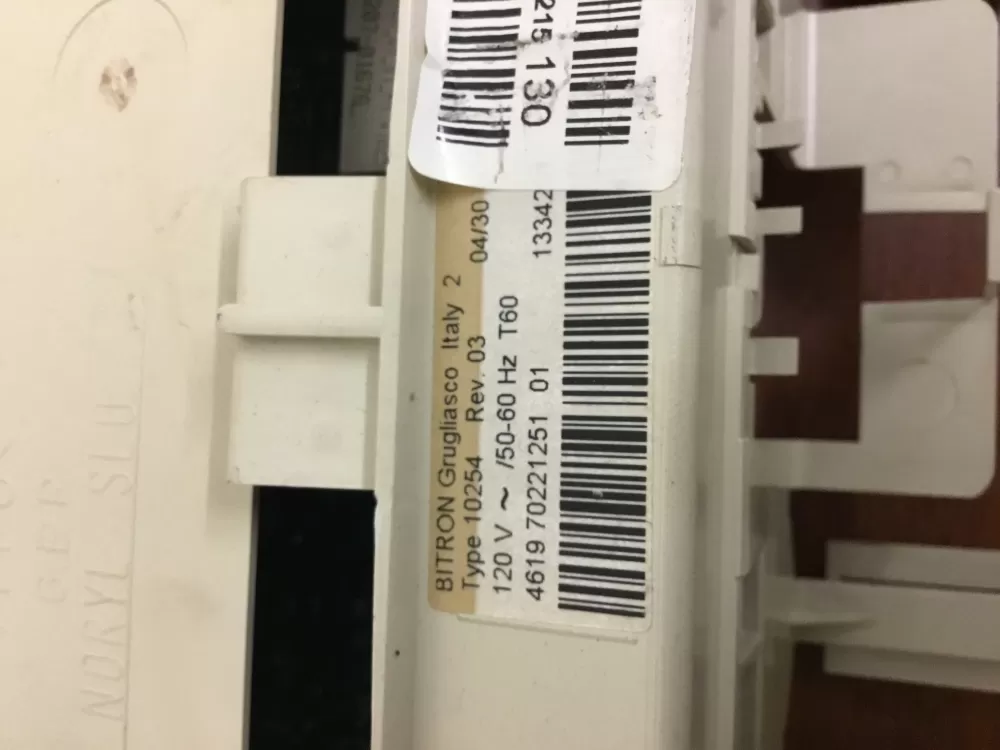 215 130
BITRON Grugliasco Italy 2
Type 10254 Rev. 03 04/30
120 V ~ /50-60 Hz T60
4619 70221251 01 13342
NORYL SE1J